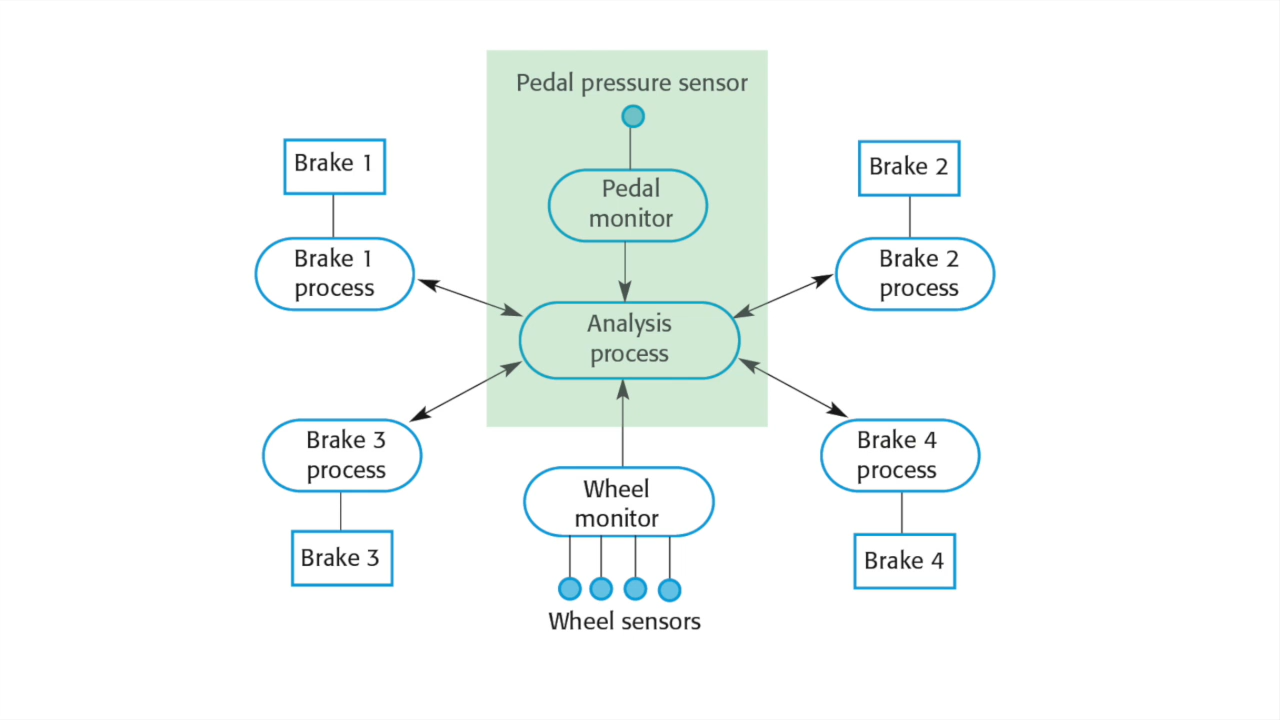 Pedal pressure sensor
Brake 1
Pedal
monitor
Brake 2
Brake 1
process
Brake 2
process
Analysis
process
Brake 3
process
Brake 4
process
Wheel
monitor
Brake 3
Brake 4
Wheel sensors